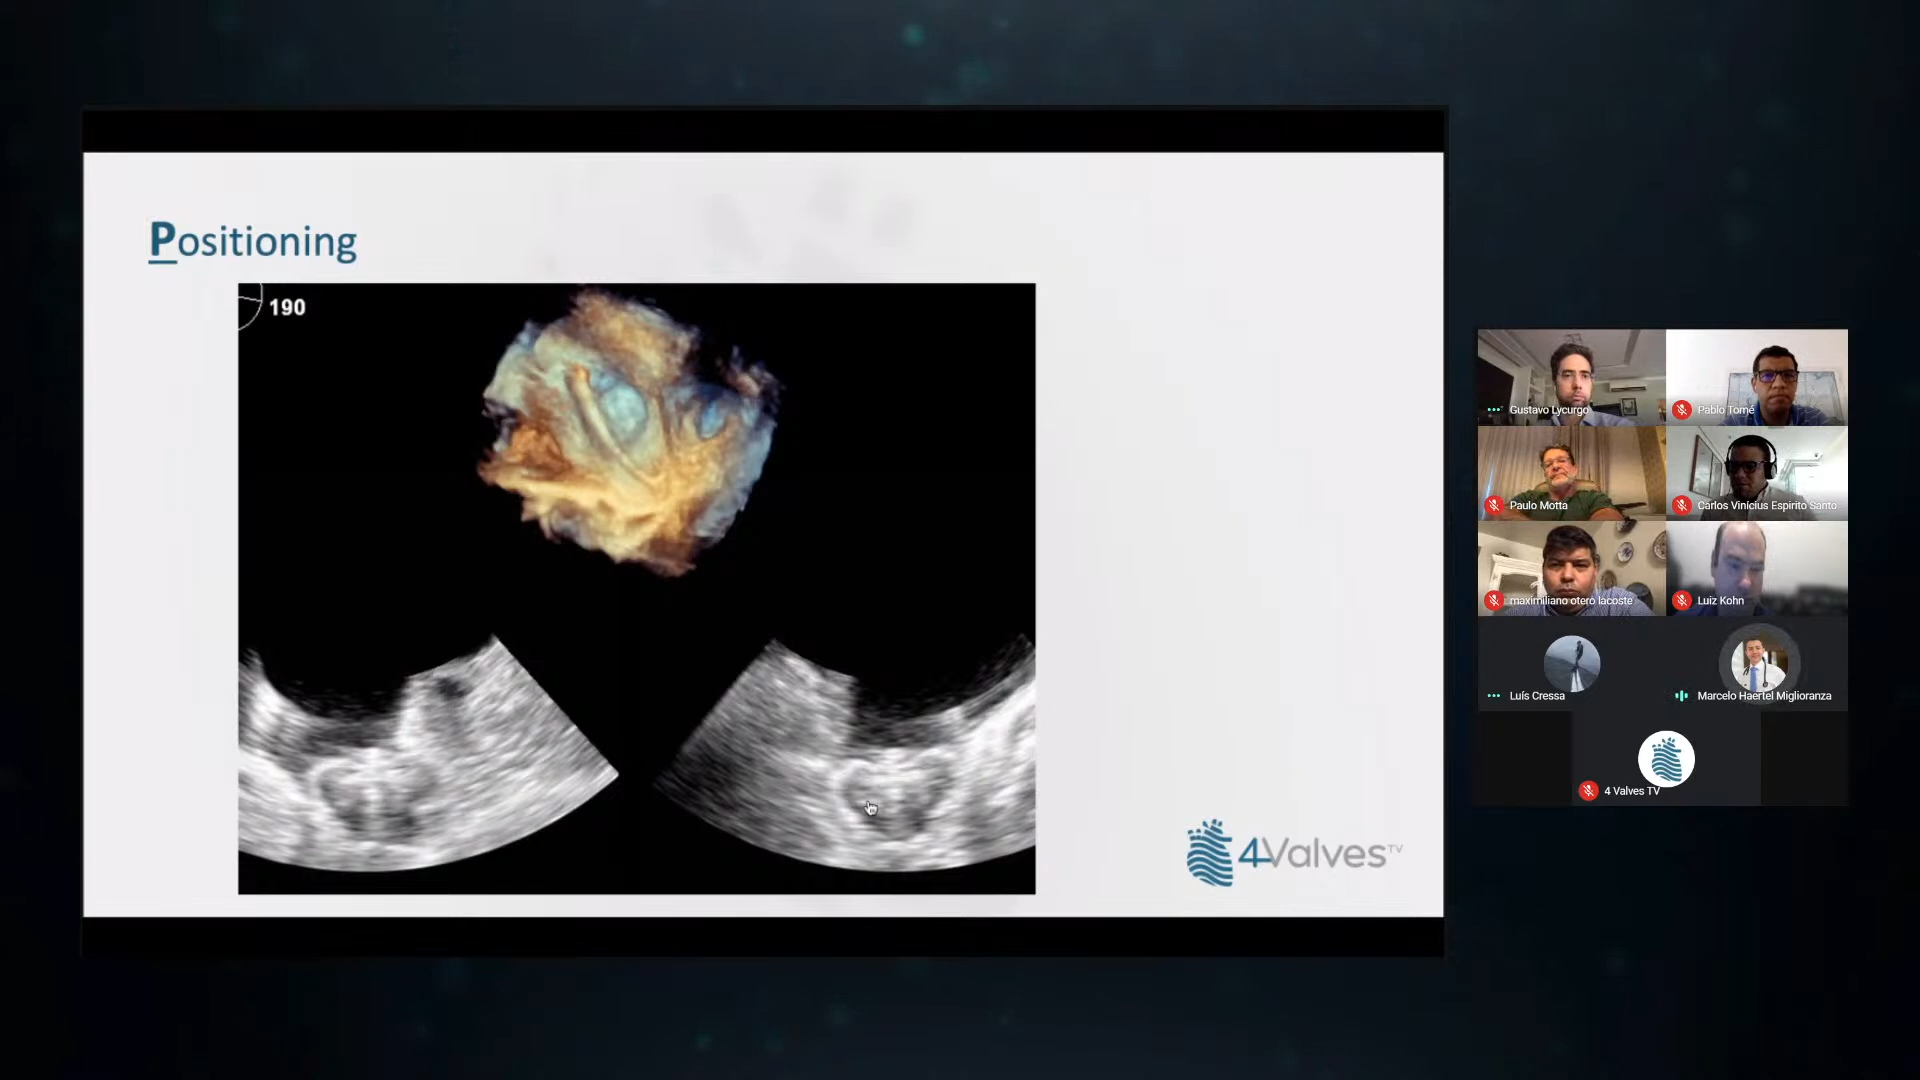 Positioning
190
4Valves TV
Gustavo Lycurgo
Pablo Tomé
Paulo Motta
Carlos Vinícius Espirito Santo
maximiliano otero lacoste
Luiz Kohn
Luís Cressa
Marcelo Haertel Miglioranza
4 Valves TV